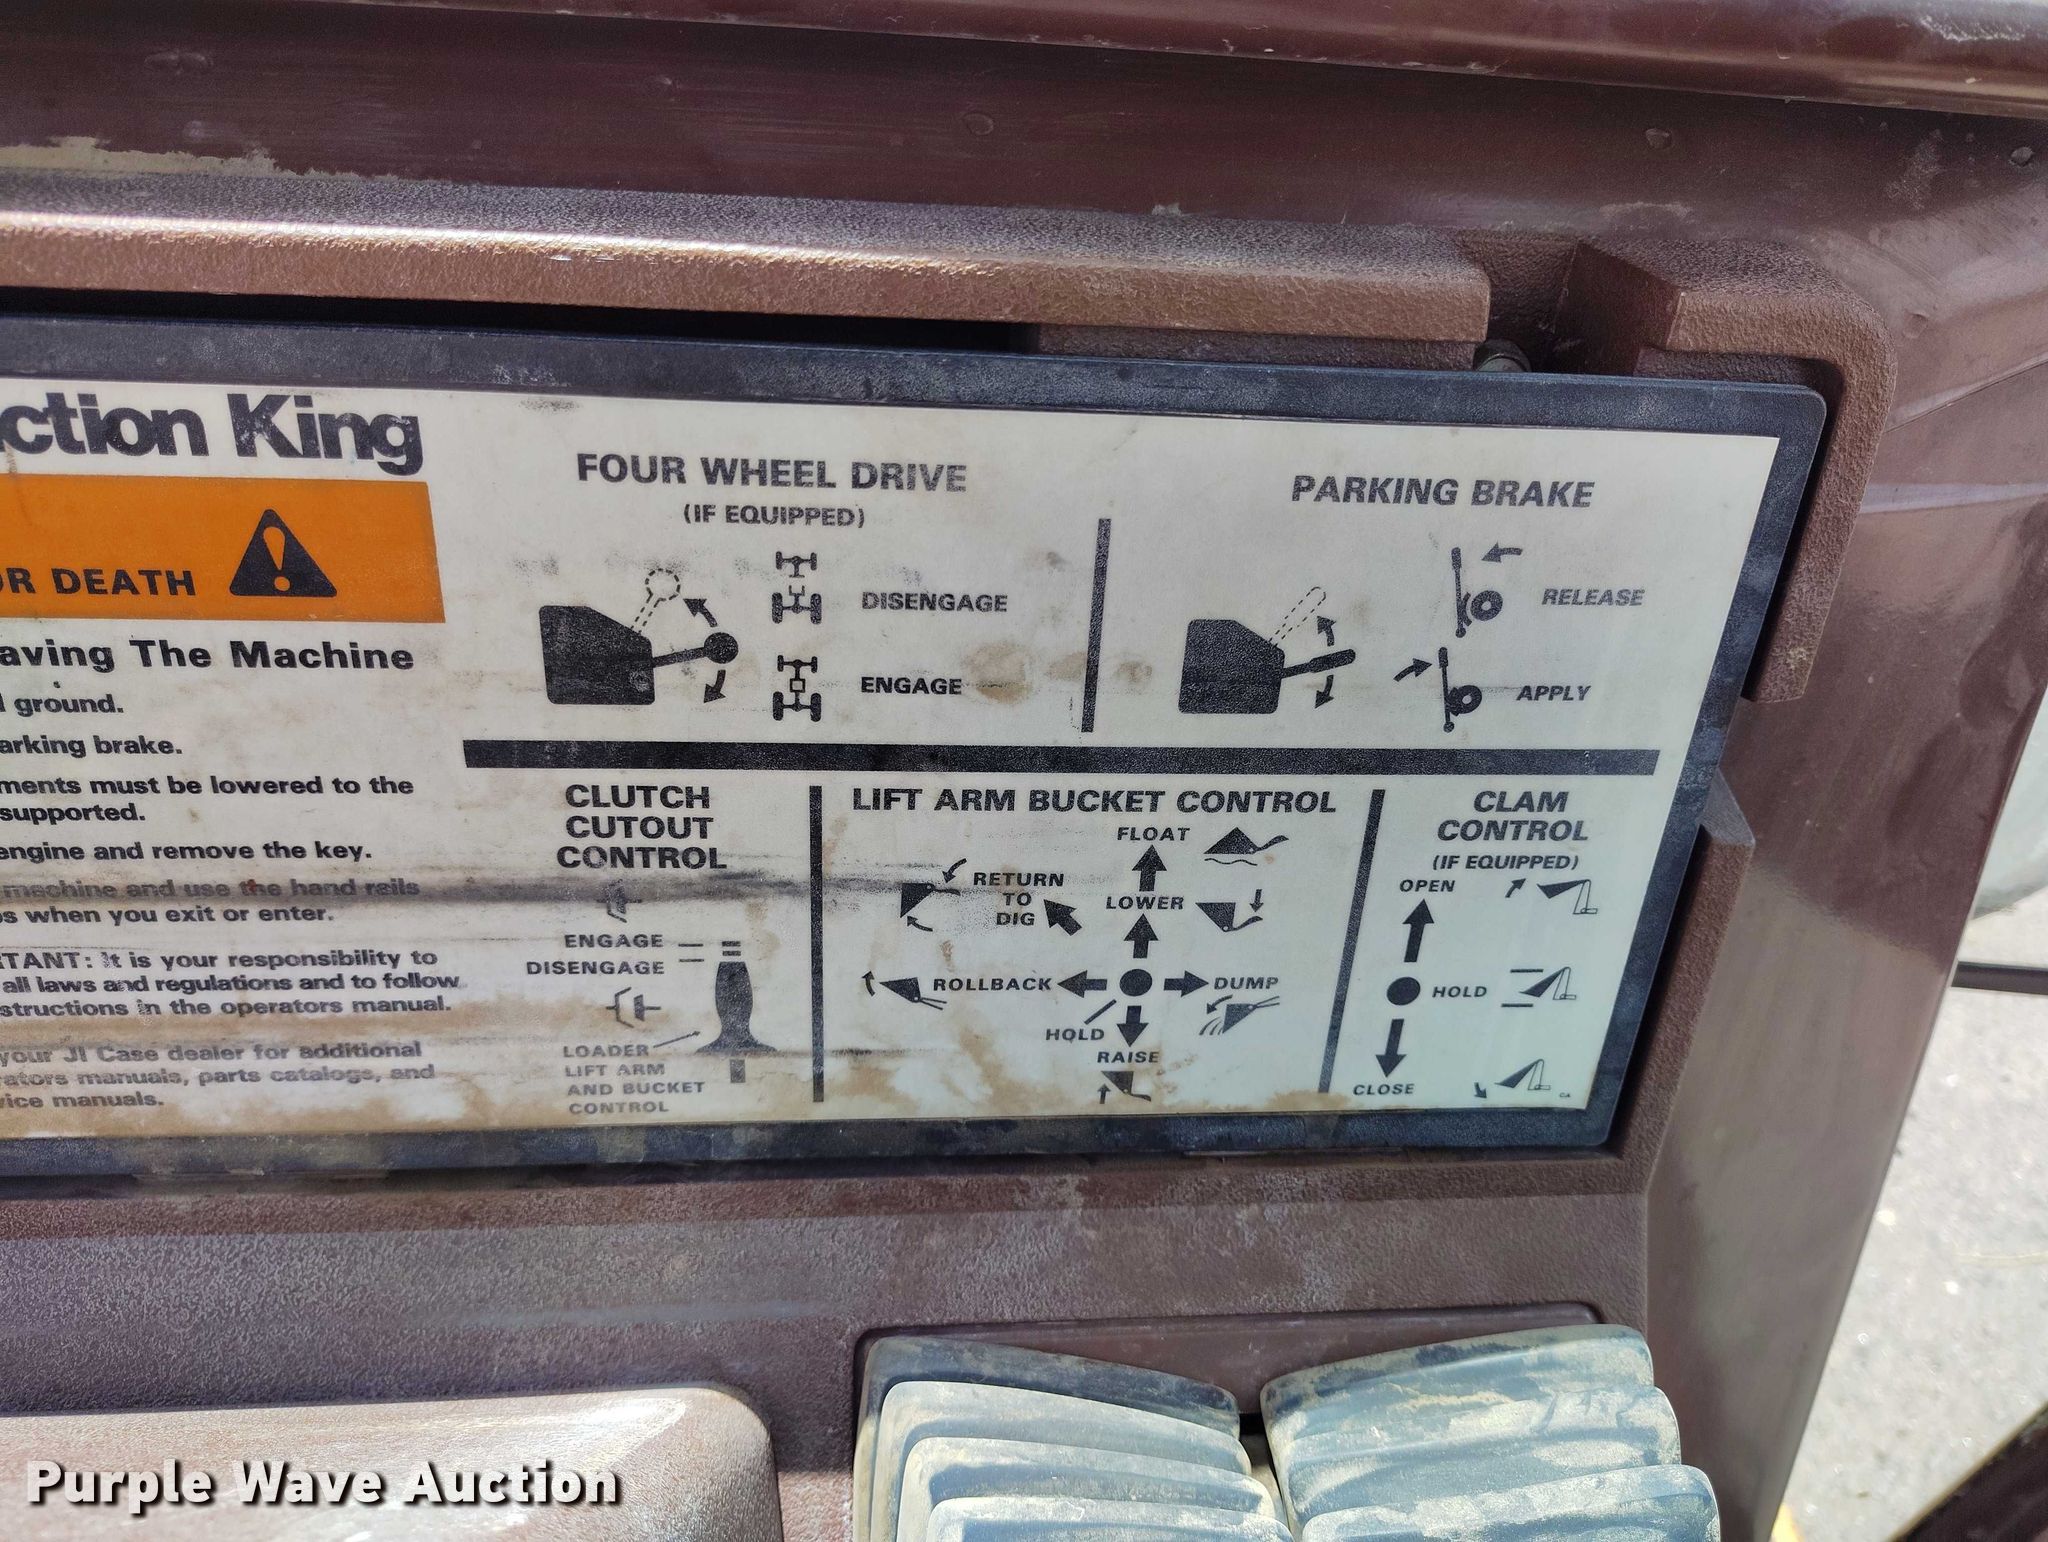 ction King
OR DEATH
aving The Machine
ground.
arking brake.
ments must be lowered to the
supported.
engine and remove the key.
machine and use the hand rails
s when you exit or enter.
TANT: It is your responsibility to
all laws and regulations and to follow
structions in the operators manual.
your JI Case dealer for additional
rators manuals, parts catalogs, and
vice manuals.
FOUR WHEEL DRIVE
(IF EQUIPPED)
DISENGAGE
ENGAGE
PARKING BRAKE
RELEASE
APPLY
CLUTCH
CUTOUT
CONTROL
ENGAGE
DISENGAGE
LOADER
LIFT ARM
AND BUCKET
CONTROL
LIFT ARM BUCKET CONTROL
FLOAT
RETURN
TO
DIG
LOWER
ROLLBACK
DUMP
HOLD
RAISE
CLAM
CONTROL
(IF EQUIPPED)
OPEN
HOLD
CLOSE
Purple Wave Auction